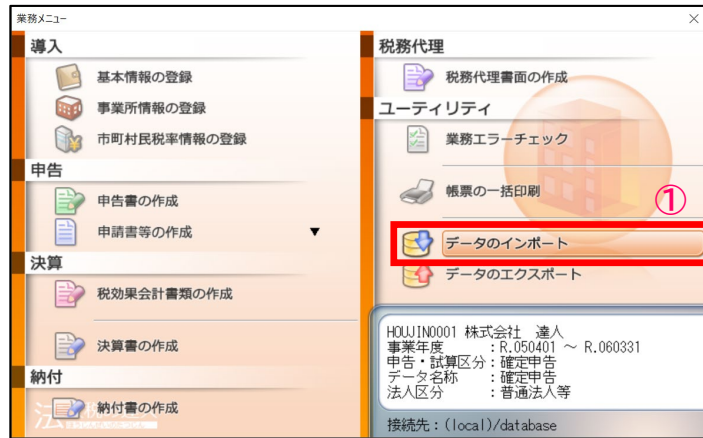 業務メニュー
導入
基本情報の登録
事業所情報の登録
市町村民税率情報の登録
申告
申告書の作成
申請書等の作成 ▼
決算
税効果会計書類の作成
決算書の作成
納付
納付書の作成
税務代理
税務代理書面の作成
ユーティリティ
業務エラーチェック
帳票の一括印刷
①
データのインポート
データのエクスポート
HOUJIN0001 株式会社 達人
事業年度 :R.050401 ～ R.060331
申告・試算区分:確定申告
データ名称 :確定申告
法人区分 :普通法人等
接続先:(local)/database